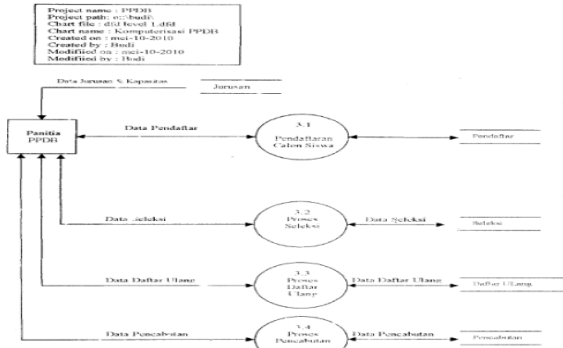 Project name : PPDB
Project path: c:\budi\
Chart file : dfd level 1.dfd
Chart name : Komputerisasi PPDB
Created on : mei-10-2010
Created by : Budi
Modifiied on : mei-10-2010
Modifiied by : Budi
Data Jurusan & Kapasitas
Jurusan
Panitia
PPDB
Data Pendaftar
3.1
Pendaftaran
Calon Siswa
Pendaftar
Data Seleksi
3.2
Proses
Seleksi
Data Seleksi
Seleksi
Data Daftar Ulang
3.3
Proses
Daftar
Ulang
Data Daftar Ulang
Daftar Ulang
Data Pencabutan
3.4
Proses
Pencabutan
Data Pencabutan
Pencabutan